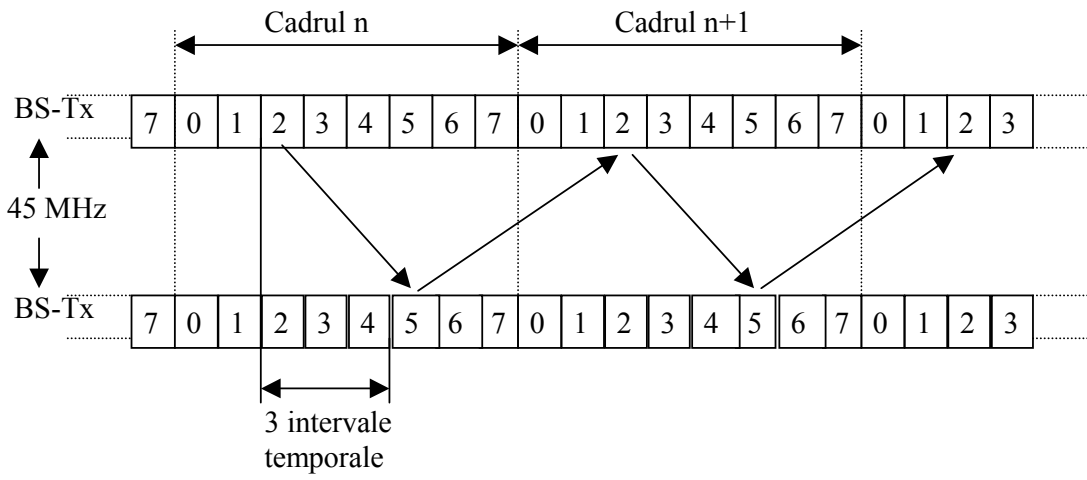 Cadrul n Cadrul n+1
BS-Tx 7 0 1 2 3 4 5 6 7 0 1 2 3 4 5 6 7 0 1 2 3
45 MHz
BS-Tx 7 0 1 2 3 4 5 6 7 0 1 2 3 4 5 6 7 0 1 2 3
3 intervale
temporale